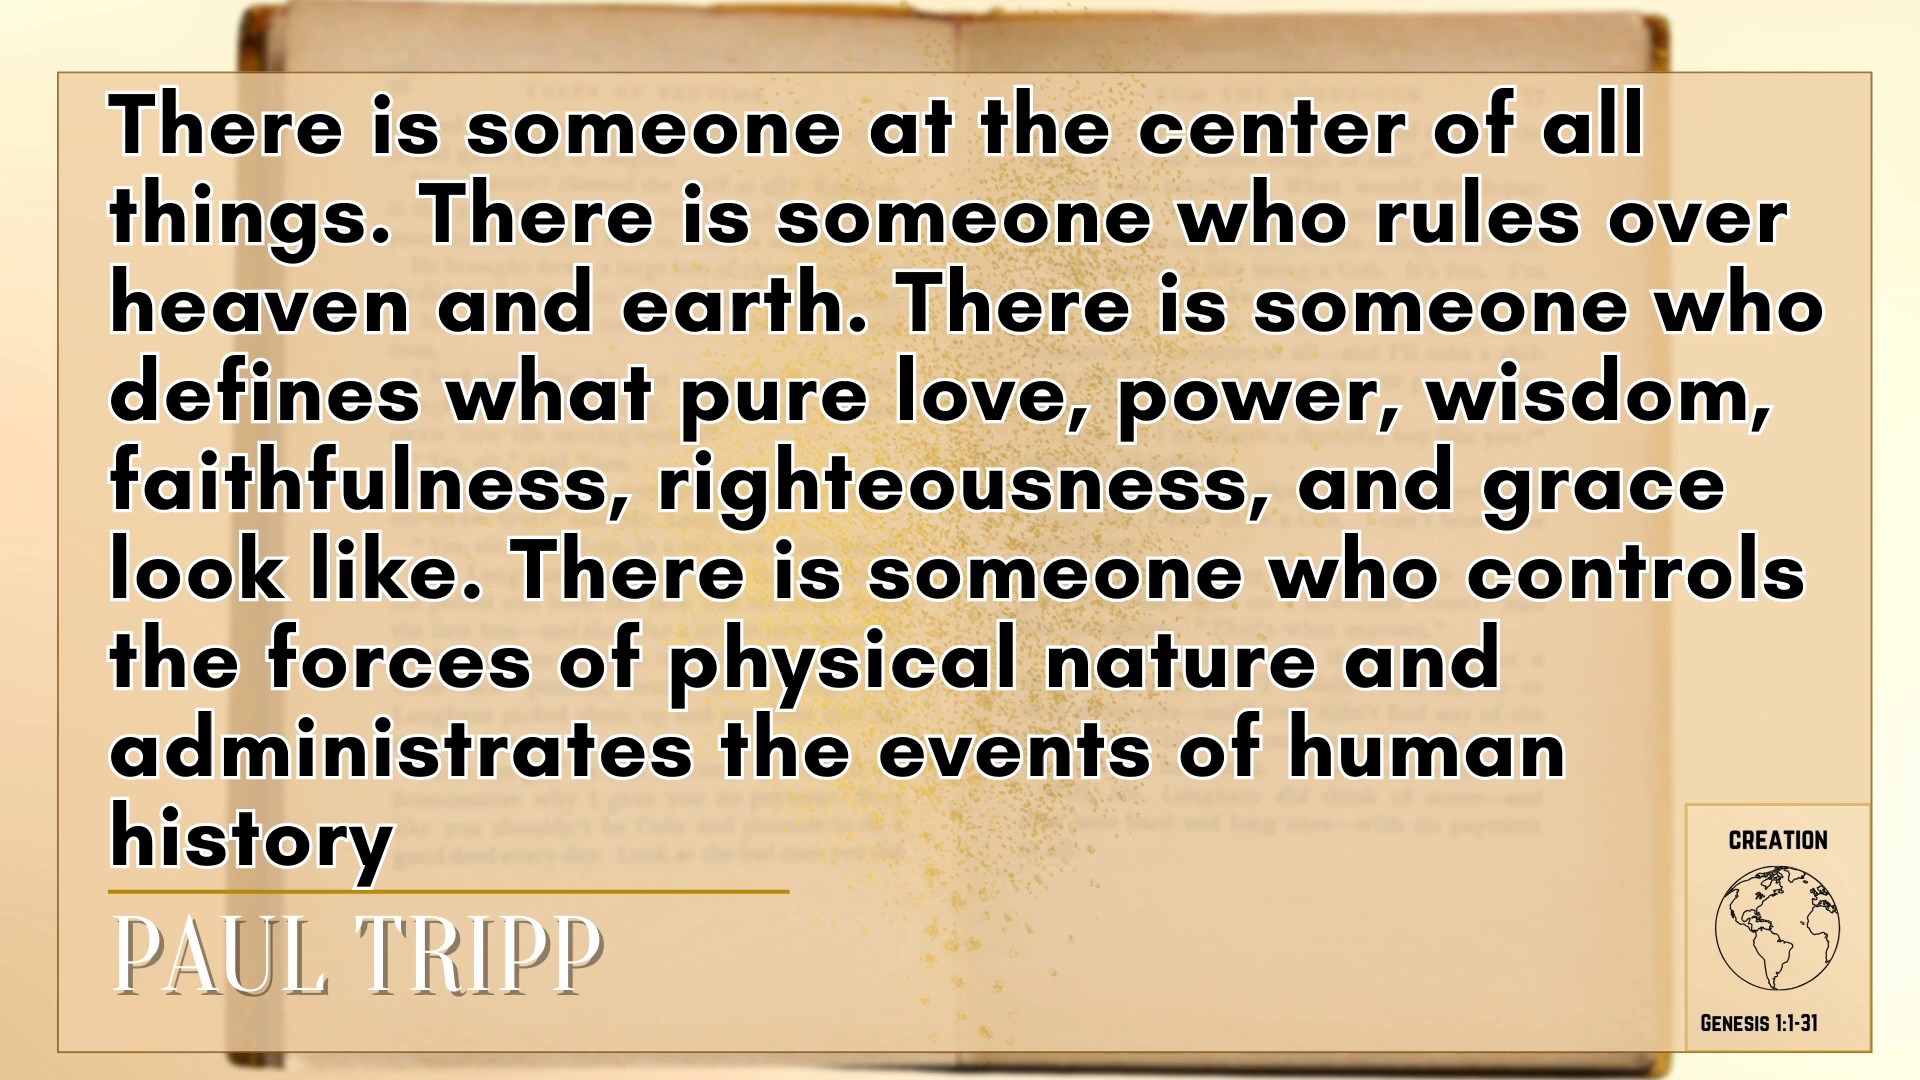 There is someone at the center of all
things. There is someone who rules over
heaven and earth. There is someone who
defines what pure love, power, wisdom,
faithfulness, righteousness, and grace
look like. There is someone who controls
the forces of physical nature and
administrates the events of human
history
PAUL TRIPP
CREATION
GENESIS 1:1-31